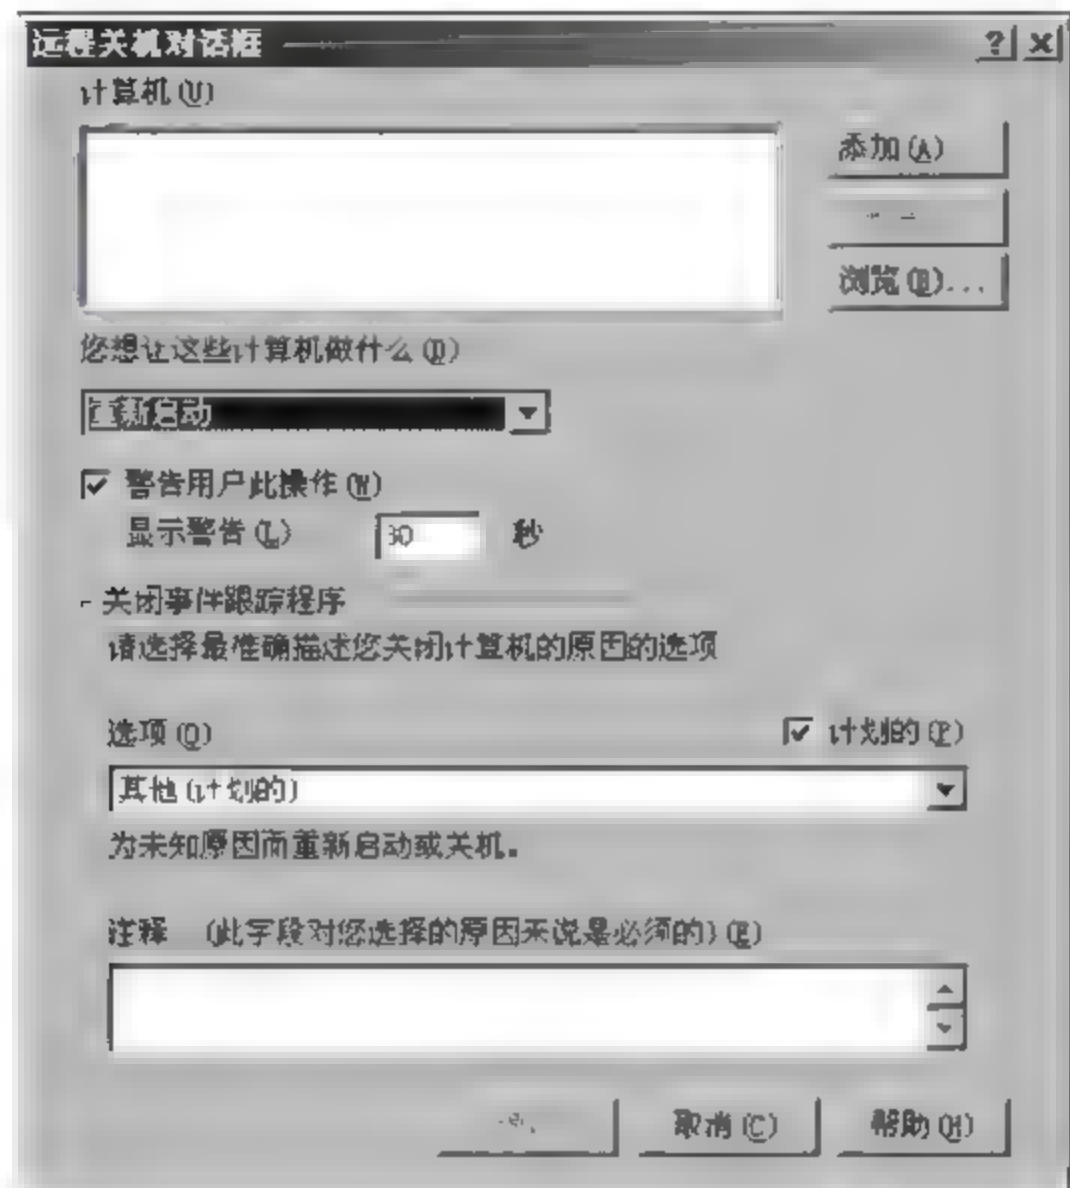 远程关机对话框
计算机(U)
添加(A)
浏览(B)...
您想让这些计算机做什么(D)
重新启动
警告用户此操作(W)
显示警告(L) 30 秒
关闭事件跟踪程序
请选择最准确描述您关闭计算机的原因的选项
选项(O) 计划的(P)
其他(计划的)
为未知原因而重新启动或关机。
注释 (此字段对您选择的原因来说是必须的)(E)
取消(C) 帮助(H)